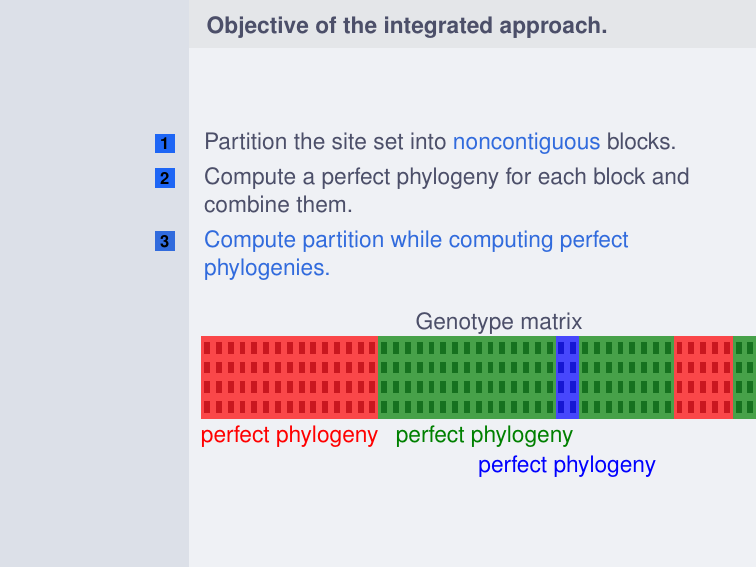 Objective of the integrated approach.
1 Partition the site set into noncontiguous blocks.
2 Compute a perfect phylogeny for each block and
combine them.
3 Compute partition while computing perfect
phylogenies.
Genotype matrix
perfect phylogeny perfect phylogeny
perfect phylogeny